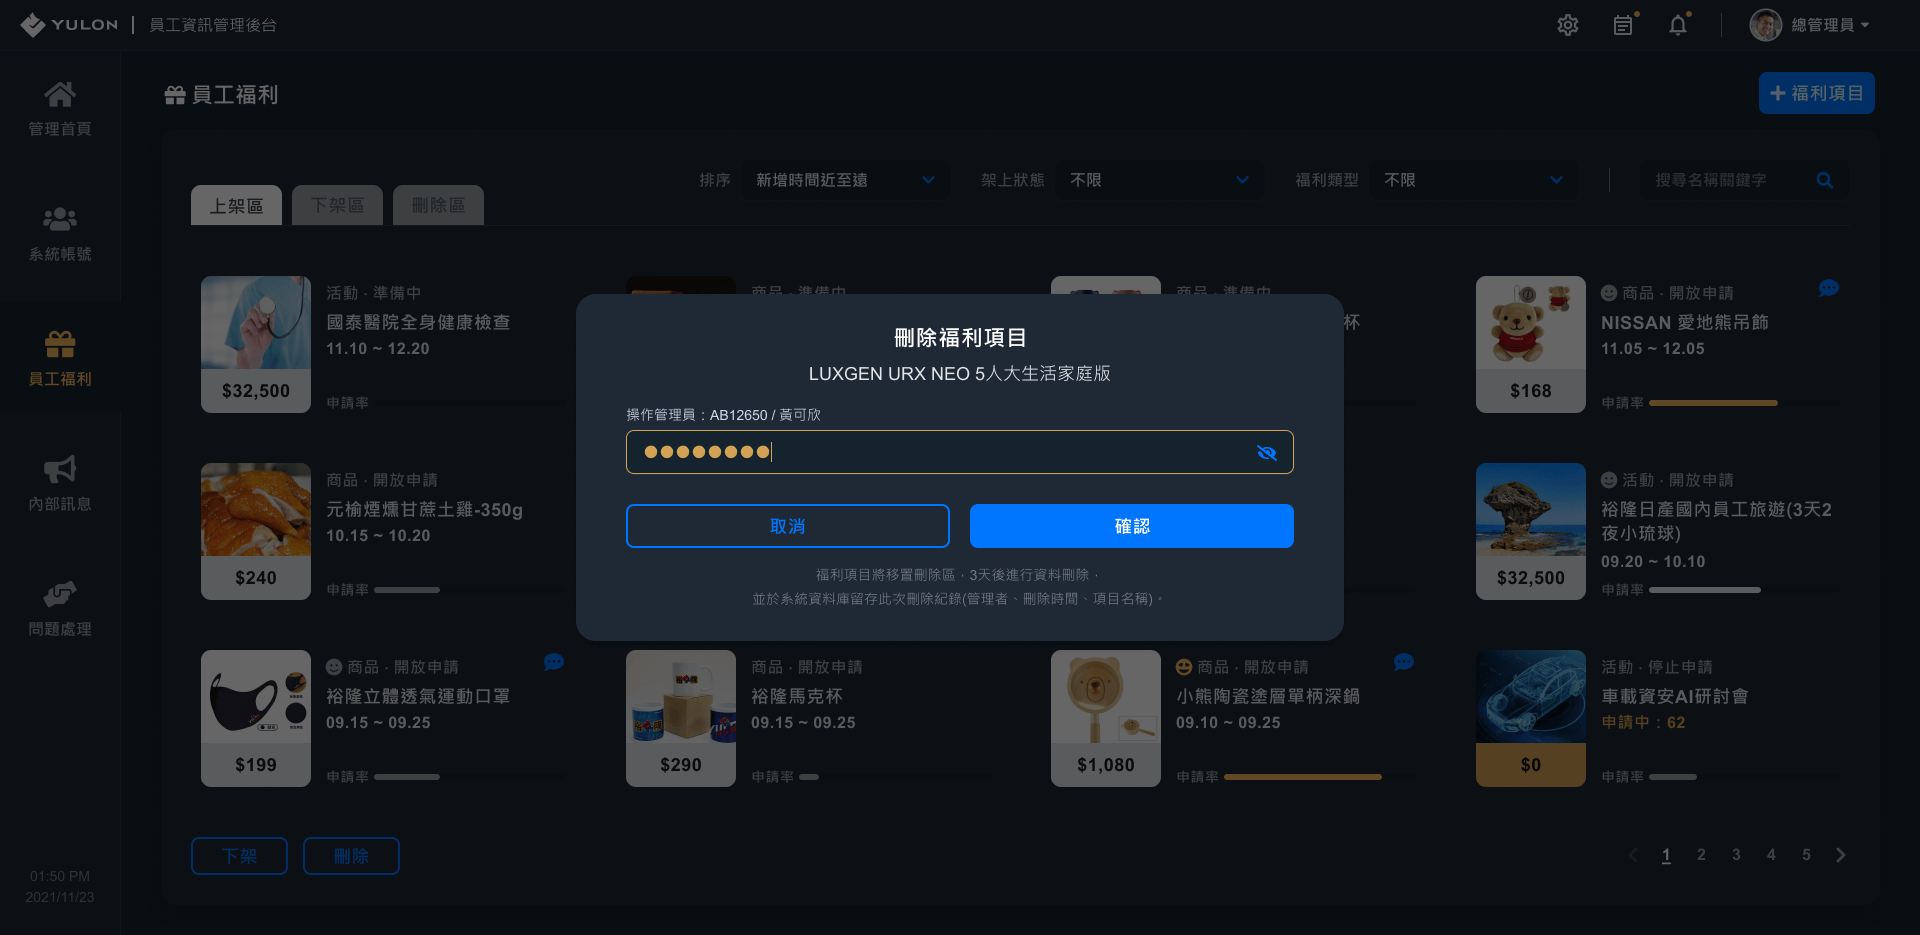 YULON
員工資訊管理後台
總管理員
管理首頁
系統帳號
員工福利
內部訊息
問題處理
01:50 PM
2021/11/23
員工福利
福利項目
上架區
下架區
刪除區
排序
新增時間近至遠
架上狀態
不限
福利類型
不限
搜尋名稱關鍵字
活動 · 準備中
國泰醫院全身健康檢查
11.10 ~ 12.20
$32,500
申請率
商品 · 準備中
商品 · 準備中
杯
商品 · 開放申請
NISSAN 愛地熊吊飾
11.05 ~ 12.05
$168
申請率
刪除福利項目
LUXGEN URX NEO 5人大生活家庭版
操作管理員：AB12650 / 黃可欣
取消
確認
福利項目將移置刪除區，3天後進行資料刪除，
並於系統資料庫留存此次刪除紀錄(管理者、刪除時間、項目名稱)。
商品 · 開放申請
元榆煙燻甘蔗土雞-350g
10.15 ~ 10.20
$240
申請率
活動 · 開放申請
裕隆日產國內員工旅遊(3天2
夜小琉球)
09.20 ~ 10.10
$32,500
申請率
商品 · 開放申請
裕隆立體透氣運動口罩
09.15 ~ 09.25
$199
申請率
商品 · 開放申請
裕隆馬克杯
09.15 ~ 09.25
$290
申請率
商品 · 開放申請
小熊陶瓷塗層單柄深鍋
09.10 ~ 09.25
$1,080
申請率
活動 · 停止申請
車載資安AI研討會
申請中：62
$0
申請率
下架
刪除
1 2 3 4 5